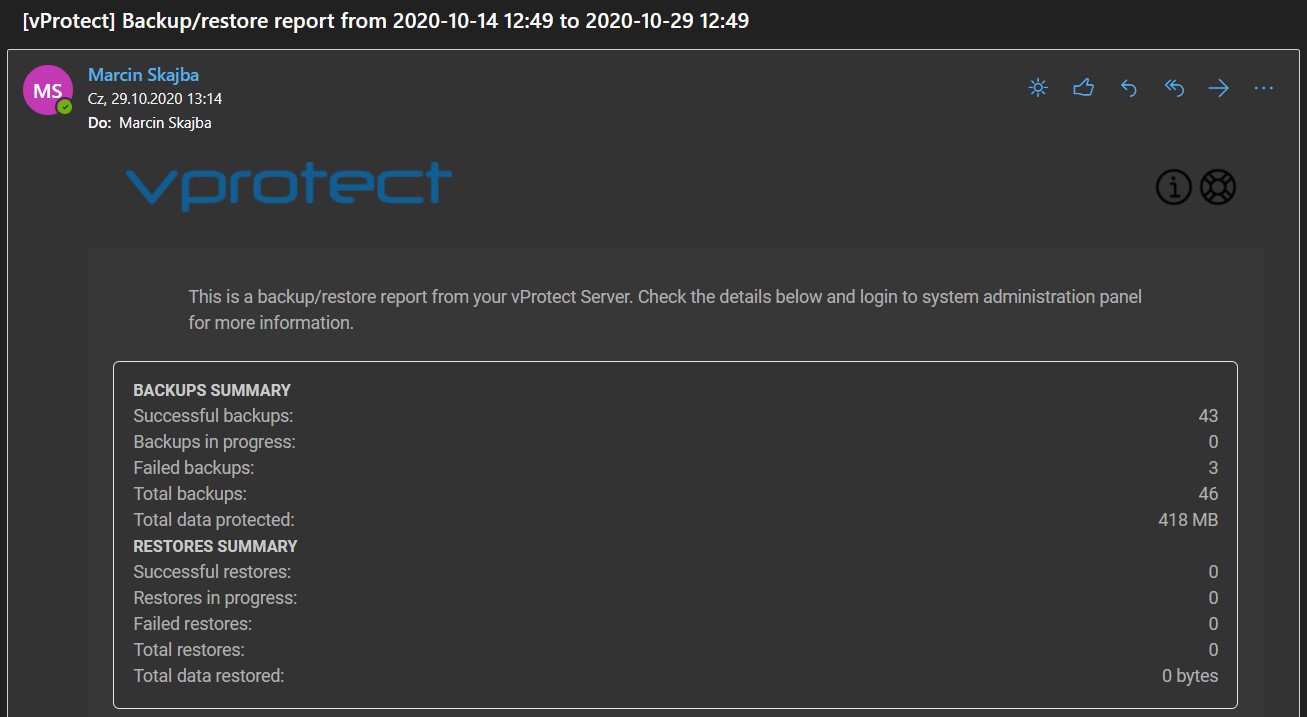 [vProtect] Backup/restore report from 2020-10-14 12:49 to 2020-10-29 12:49
MS
Marcin Skajba
Cz, 29.10.2020 13:14
Do: Marcin Skajba
vprotect
This is a backup/restore report from your vProtect Server. Check the details below and login to system administration panel
for more information.
BACKUPS SUMMARY
Successful backups: 43
Backups in progress: 0
Failed backups: 3
Total backups: 46
Total data protected: 418 MB
RESTORES SUMMARY
Successful restores: 0
Restores in progress: 0
Failed restores: 0
Total restores: 0
Total data restored: 0 bytes